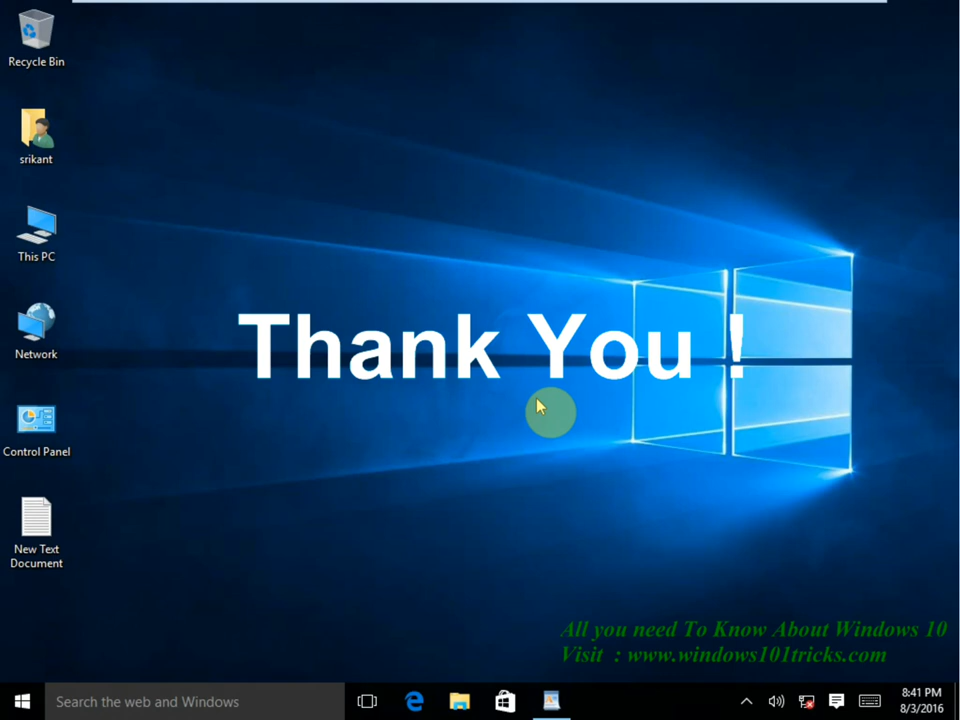 Recycle Bin
srikant
This PC
Network
Control Panel
New Text
Document
Thank You !
All you need To Know About Windows 10
Visit : www.windows101tricks.com
Search the web and Windows
8:41 PM
8/3/2016